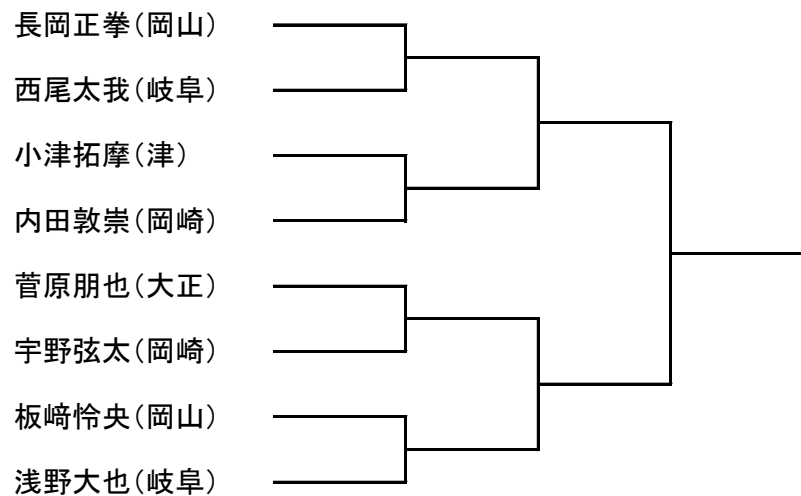 長岡正拳(岡山)
西尾太我(岐阜)
小津拓摩(津)
内田敦崇(岡崎)
菅原朋也(大正)
宇野弦太(岡崎)
板﨑怜央(岡山)
浅野大也(岐阜)